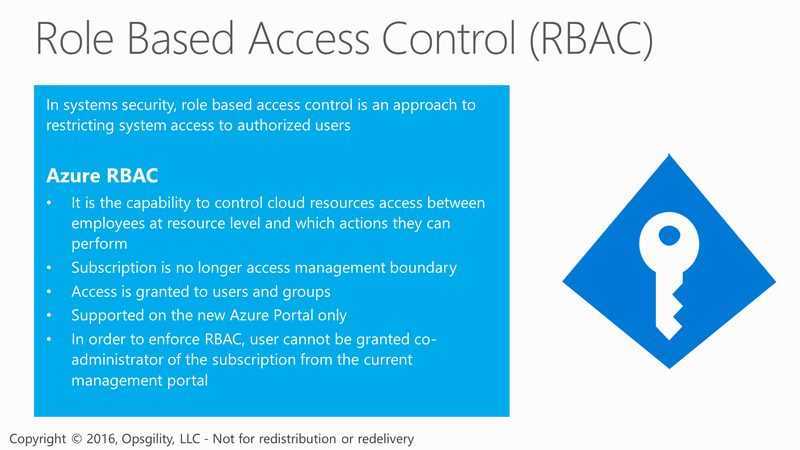 Role Based Access Control (RBAC)
In systems security, role based access control is an approach to
restricting system access to authorized users
Azure RBAC
• It is the capability to control cloud resources access between
employees at resource level and which actions they can
perform
• Subscription is no longer access management boundary
• Access is granted to users and groups
• Supported on the new Azure Portal only
• In order to enforce RBAC, user cannot be granted co-
administrator of the subscription from the current
management portal
Copyright © 2016, Opsgility, LLC - Not for redistribution or redelivery